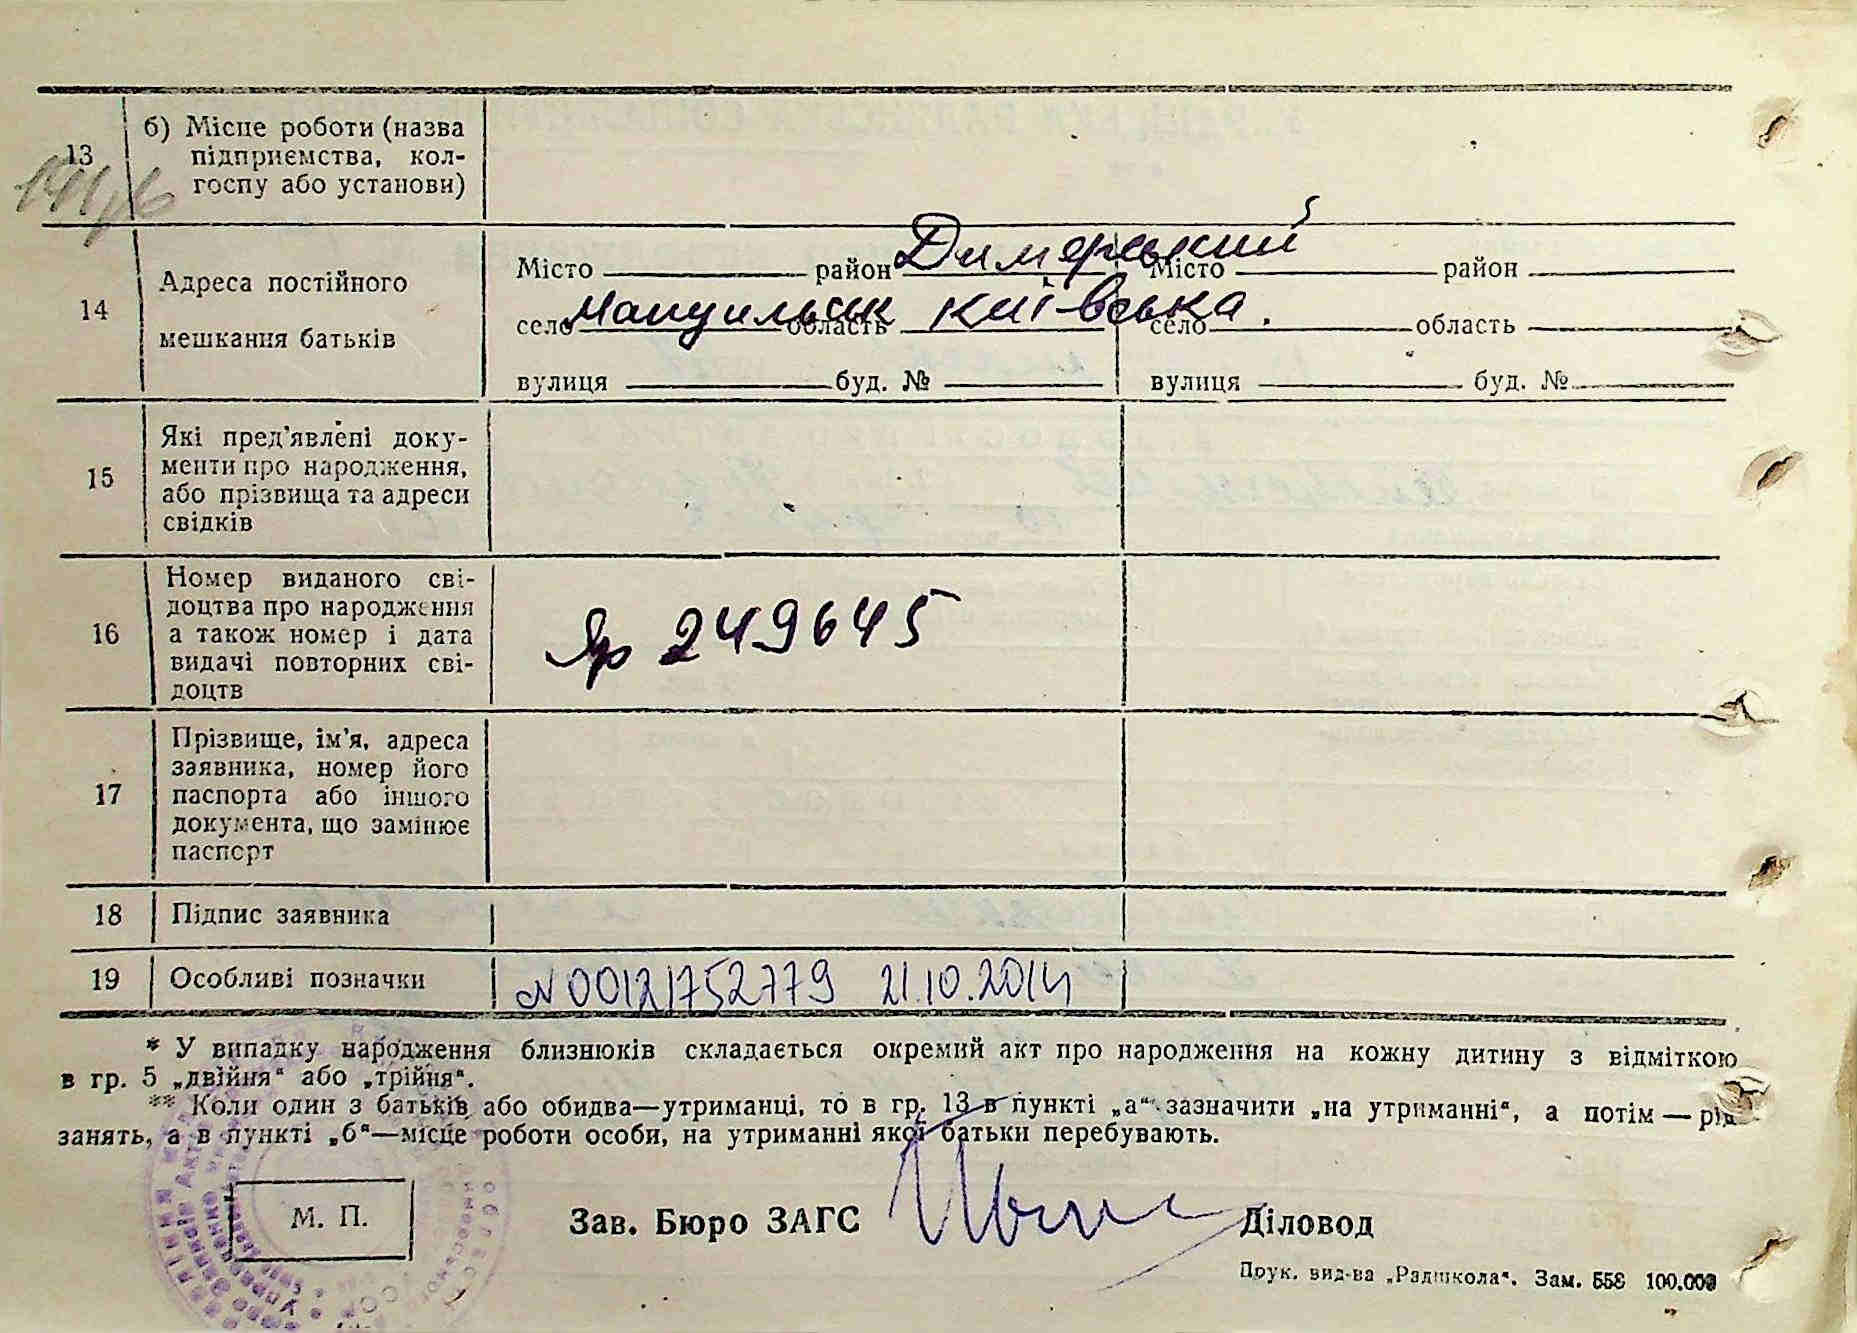 13
б) Місце роботи (назва
підприємства, кол-
госпу або установи)
14
Адреса постійного
мешкання батьків
Димерський
Місто район Місто район
село область Київська село область
вулиця буд. № вулиця буд. №
15
Які пред'явлені доку-
менти про народження,
або прізвища та адреси
свідків
16
Номер виданого сві-
доцтва про народження
а також номер і дата
видачі повторних сві-
доцтв
Яр 249645
17
Прізвище, ім'я, адреса
заявника, номер його
паспорта або іншого
документа, що замінює
паспорт
18 Підпис заявника
19 Особливі позначки N 00121752779 21.10.2014
* У випадку народження близнюків складається окремий акт про народження на кожну дитину з відміткою
в гр. 5 „двійня“ або „трійня“.
** Коли один з батьків або обидва—утриманці, то в гр. 13 в пункті „а“ зазначити „на утриманні“, а потім — рід
занять, а в пункті „б“—місце роботи особи, на утриманні якої батьки перебувають.
М. П. Зав. Бюро ЗАГС Діловод
Друк. вид-ва „Радшкола“. Зам. 558 100.000